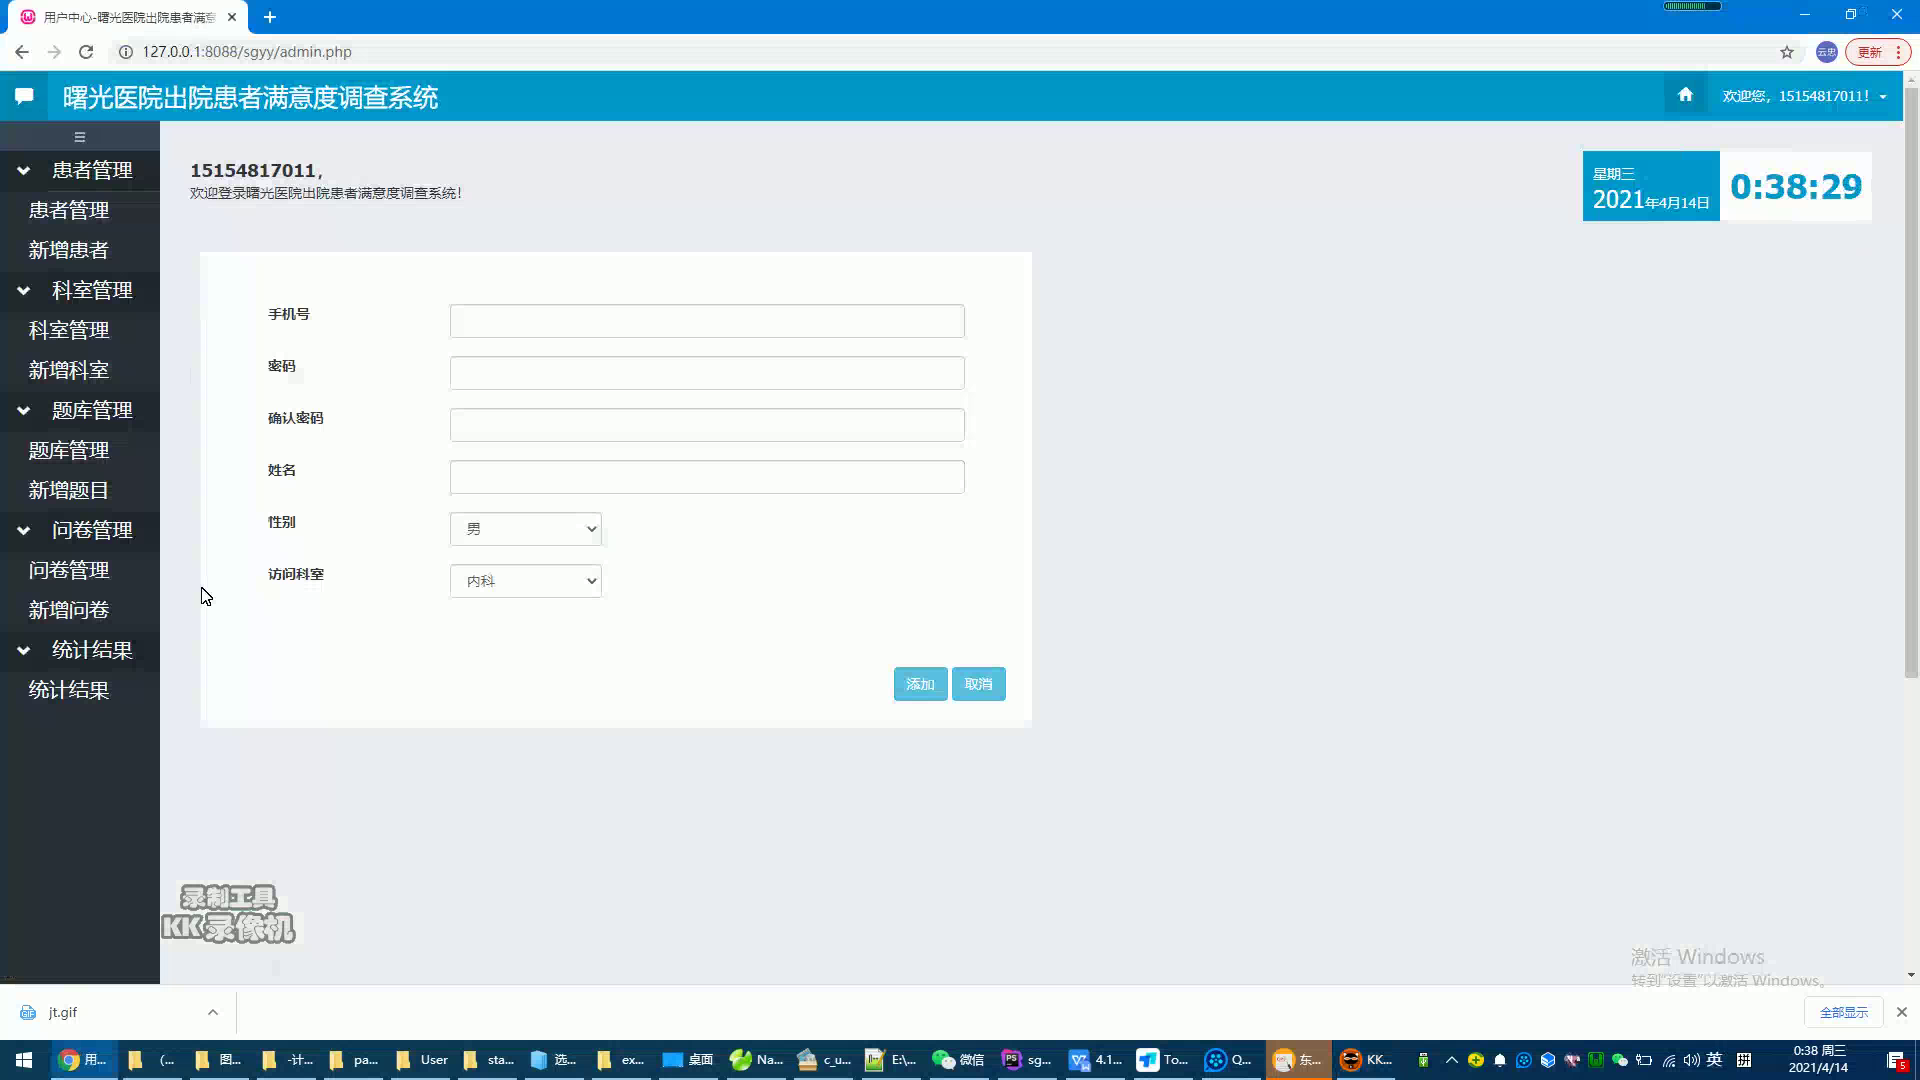 用户中心-曙光医院出院患者满意
127.0.0.1:8088/sgyy/admin.php
云忠
更新
曙光医院出院患者满意度调查系统
欢迎您，15154817011!
患者管理
患者管理
新增患者
科室管理
科室管理
新增科室
题库管理
题库管理
新增题目
问卷管理
问卷管理
新增问卷
统计结果
统计结果
15154817011，
欢迎登录曙光医院出院患者满意度调查系统！
星期三
2021年4月14日
0:38:29
手机号
密码
确认密码
姓名
性别
男
访问科室
内科
添加
取消
录制工具
KK录像机
激活 Windows
转到“设置”以激活 Windows。
jt.gif
全部显示
用...
(...
图...
-计...
pa...
User
sta...
选...
ex...
桌面
Na...
c_u...
E:\...
微信
sg...
4.1...
To...
Q...
东...
KK...
英
拼
0:38 周三
2021/4/14
5